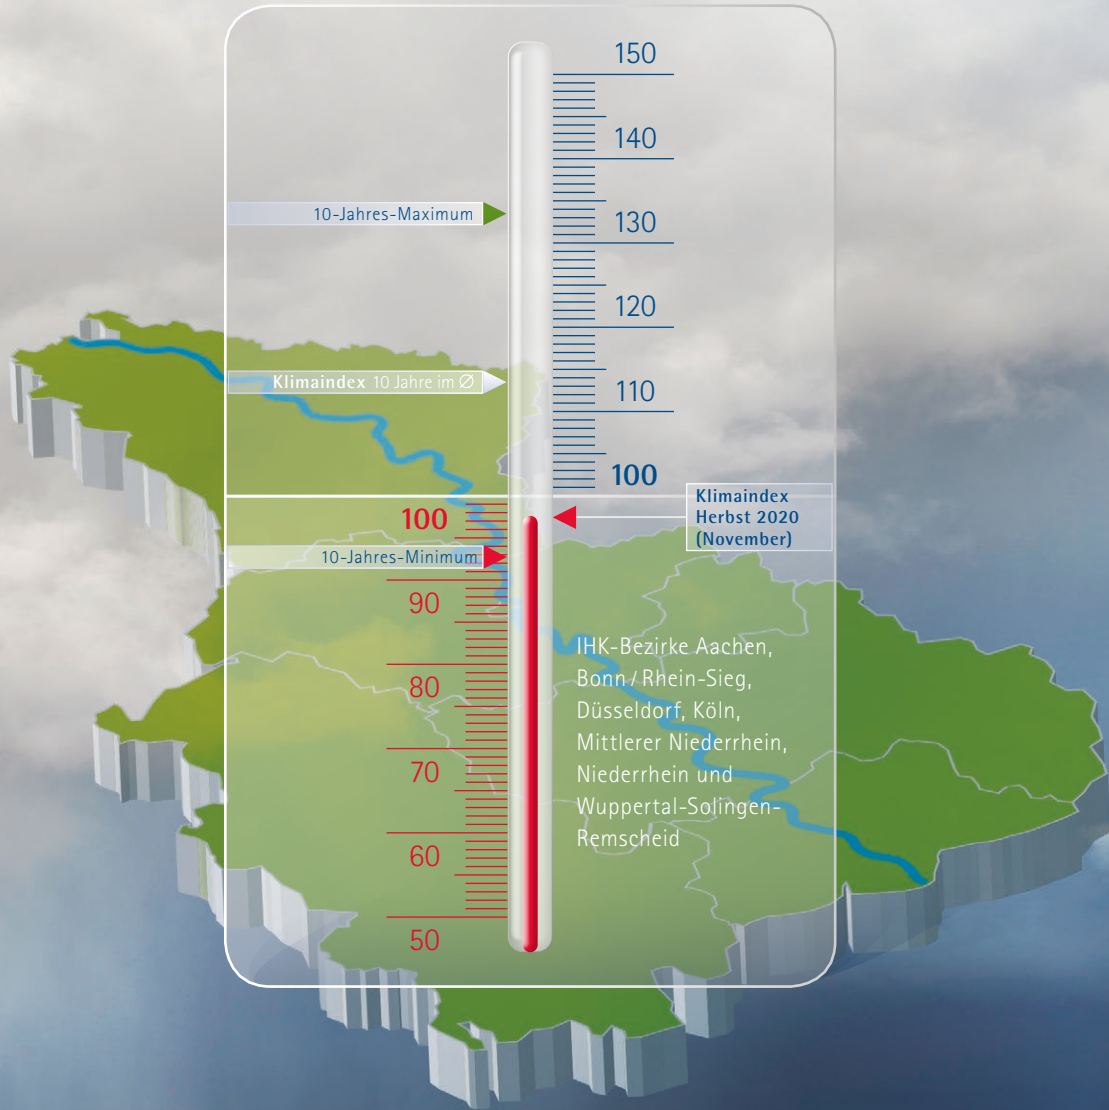 150
140
10-Jahres-Maximum
130
120
Klimaindex 10 Jahre im Ø
110
100
Klimaindex
Herbst 2020
(November)
100
10-Jahres-Minimum
90
80
70
60
50
IHK-Bezirke Aachen,
Bonn / Rhein-Sieg,
Düsseldorf, Köln,
Mittlerer Niederrhein,
Niederrhein und
Wuppertal-Solingen-
Remscheid